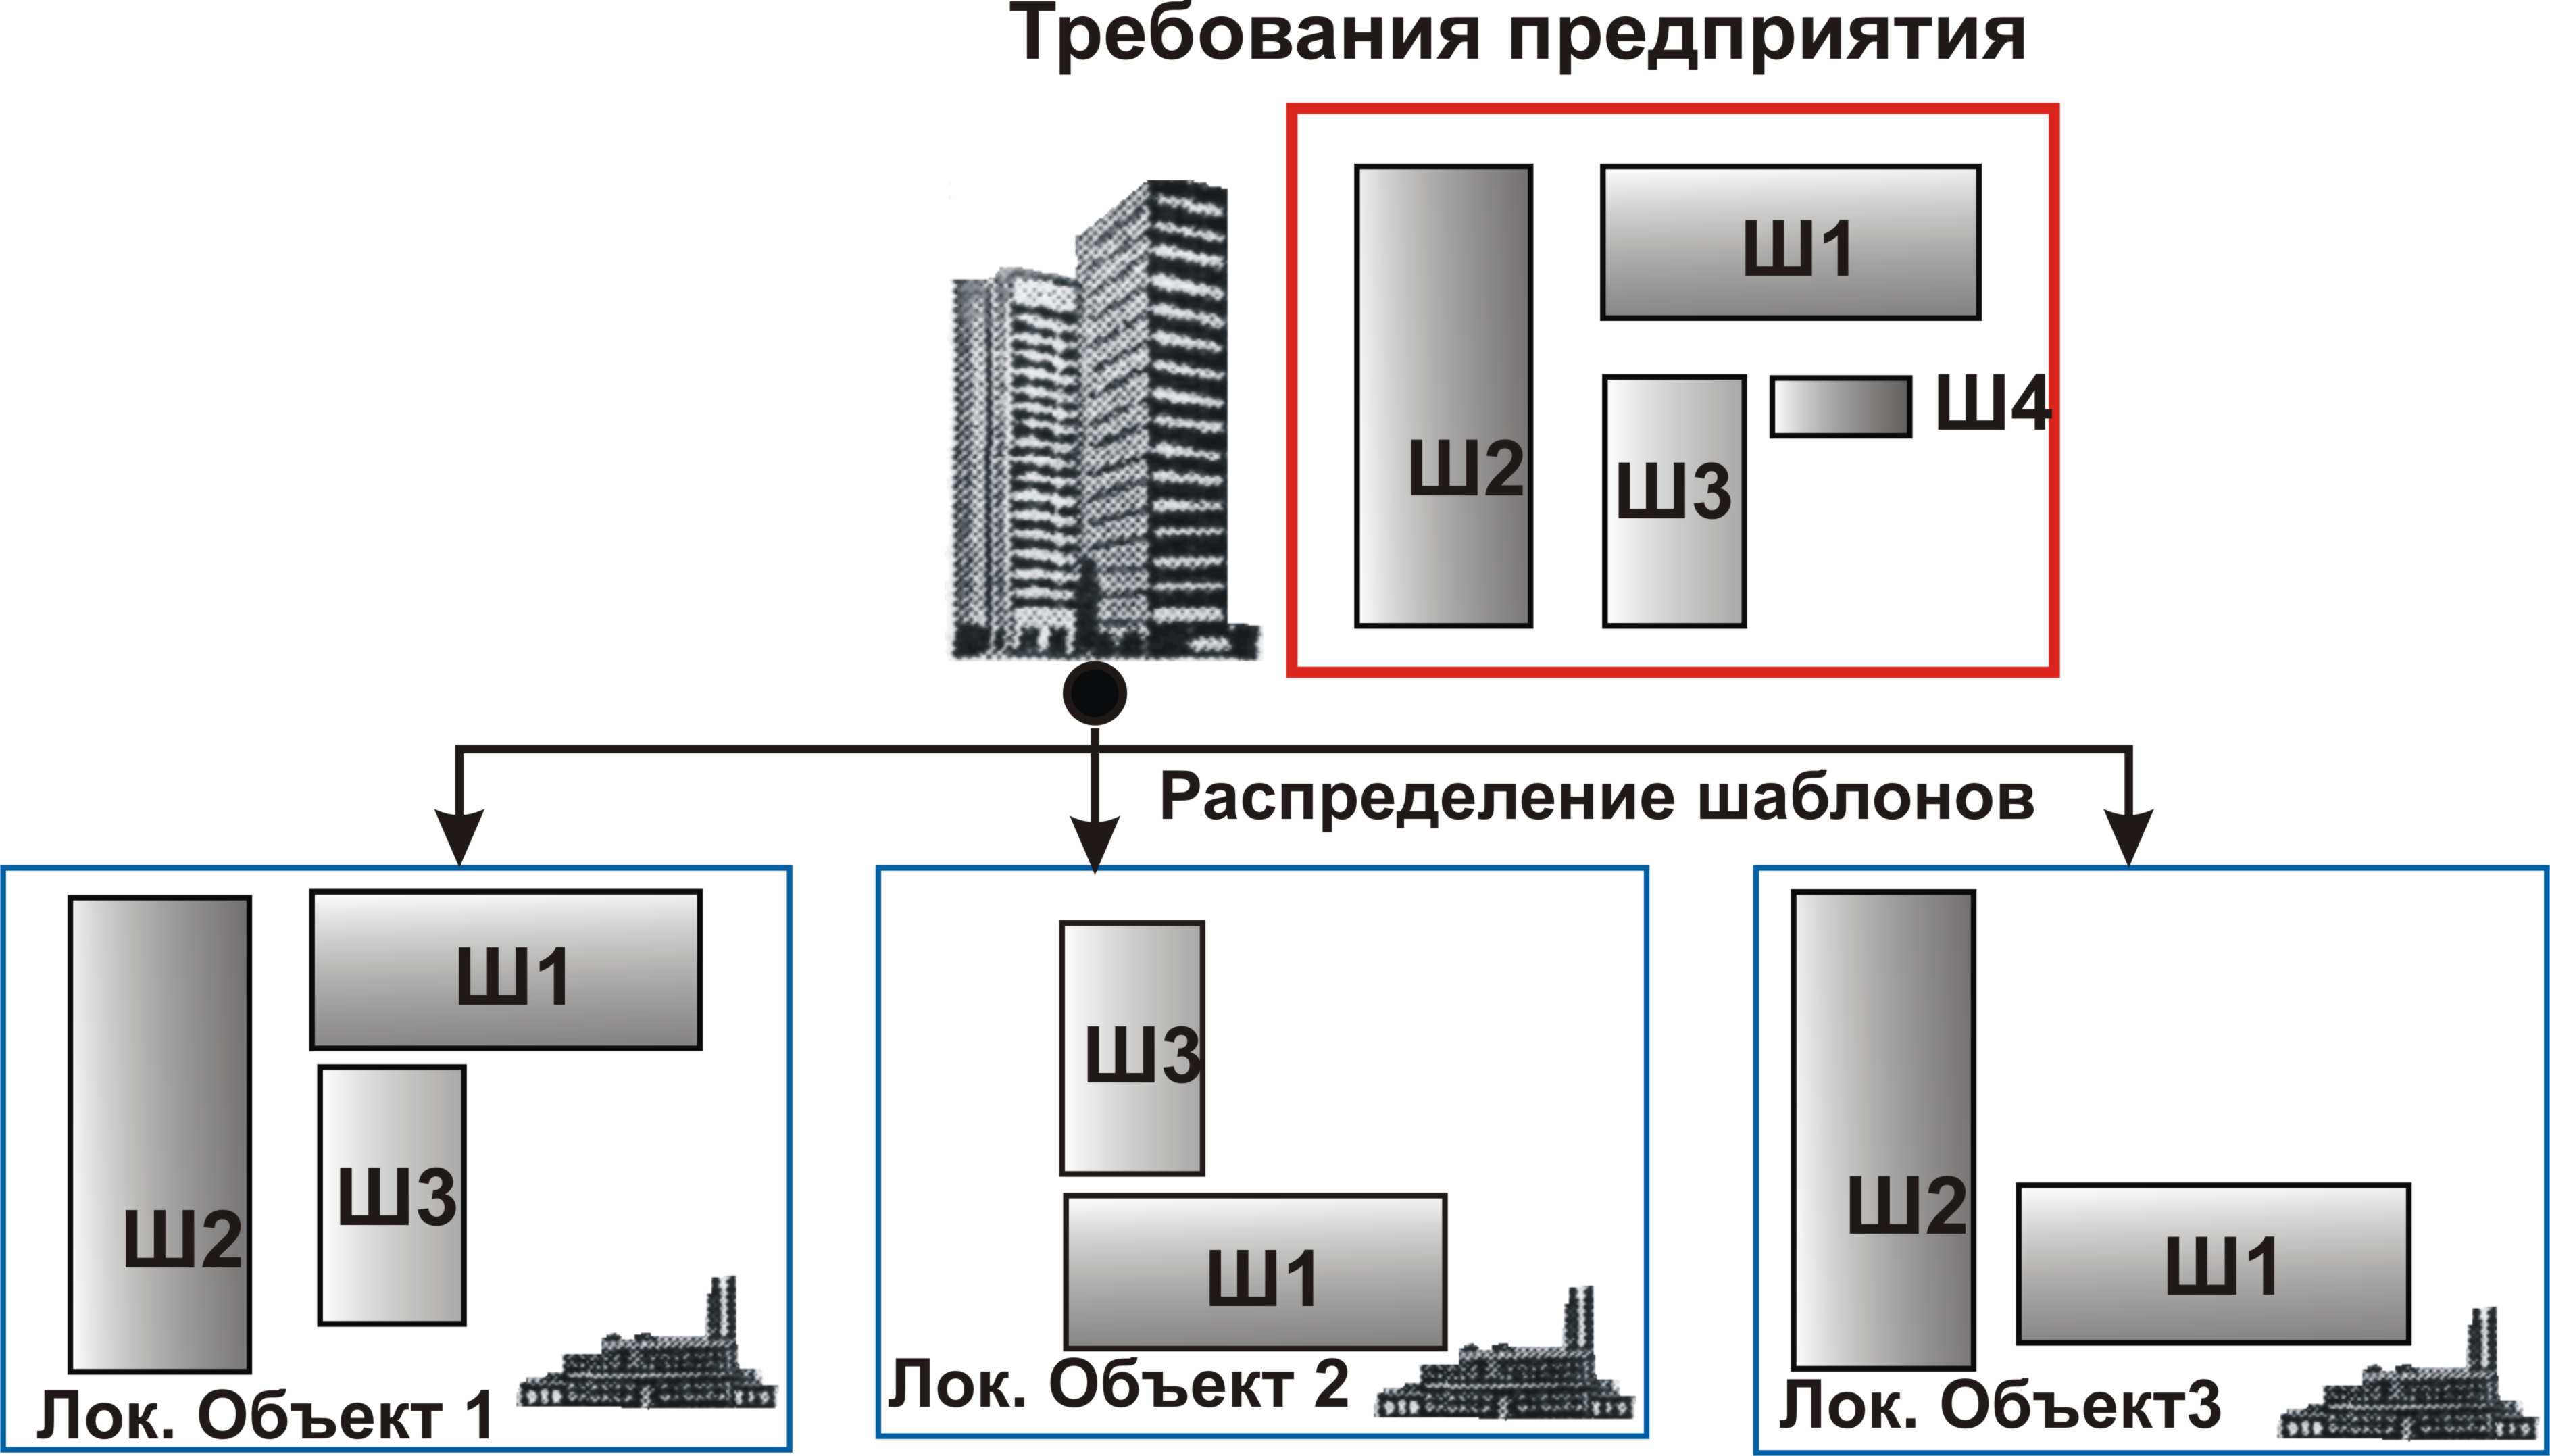 Требования предприятия
Ш1
Ш2
Ш3
Ш4
Распределение шаблонов
Ш2
Ш1
Ш3
Лок. Объект 1
Ш3
Ш1
Лок. Объект 2
Ш2
Ш1
Лок. Объект3